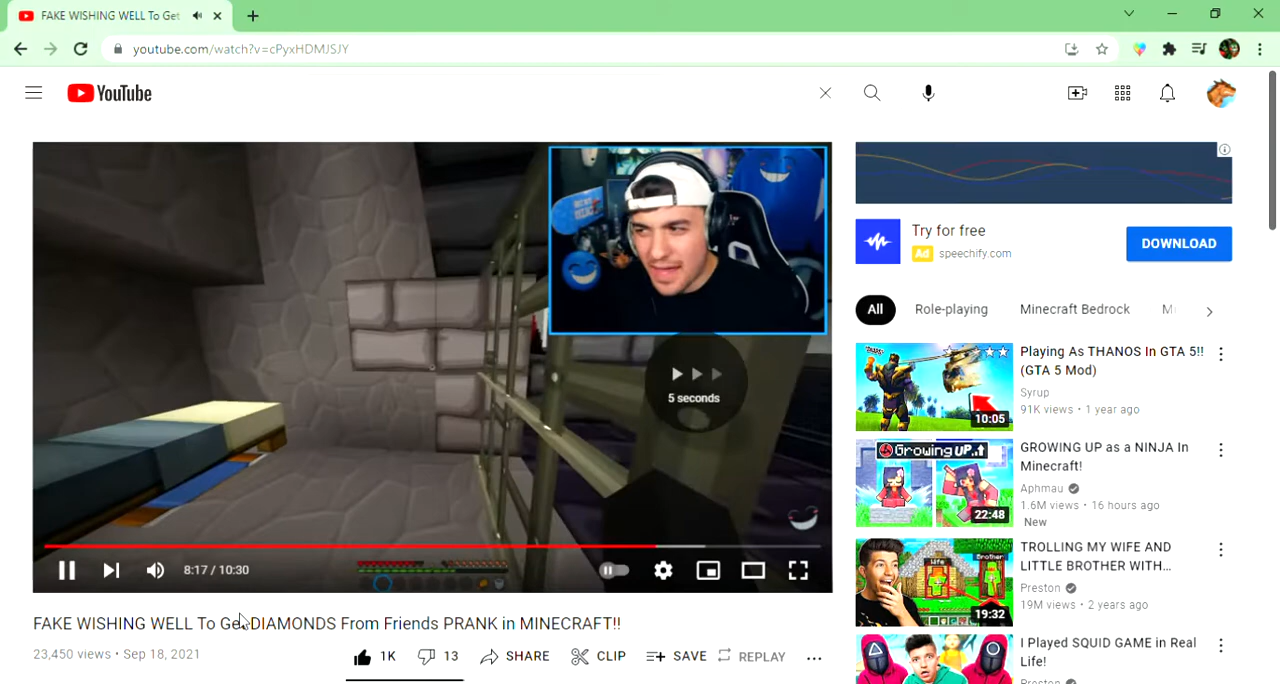 FAKE WISHING WELL To Get
youtube.com/watch?v=cPyxHDMJSJY
YouTube
5 seconds
8:17 / 10:30
FAKE WISHING WELL To Get DIAMONDS From Friends PRANK in MINECRAFT!!
23,450 views • Sep 18, 2021
1K
13
SHARE
CLIP
SAVE
REPLAY
Try for free
Ad speechify.com
DOWNLOAD
All
Role-playing
Minecraft Bedrock
10:05
Playing As THANOS In GTA 5!!
(GTA 5 Mod)
Syrup
91K views • 1 year ago
Growing UP
22:48
GROWING UP as a NINJA In
Minecraft!
Aphmau
1.6M views • 16 hours ago
New
Wife
Brother
19:32
TROLLING MY WIFE AND
LITTLE BROTHER WITH...
Preston
19M views • 2 years ago
I Played SQUID GAME in Real
Life!
Preston